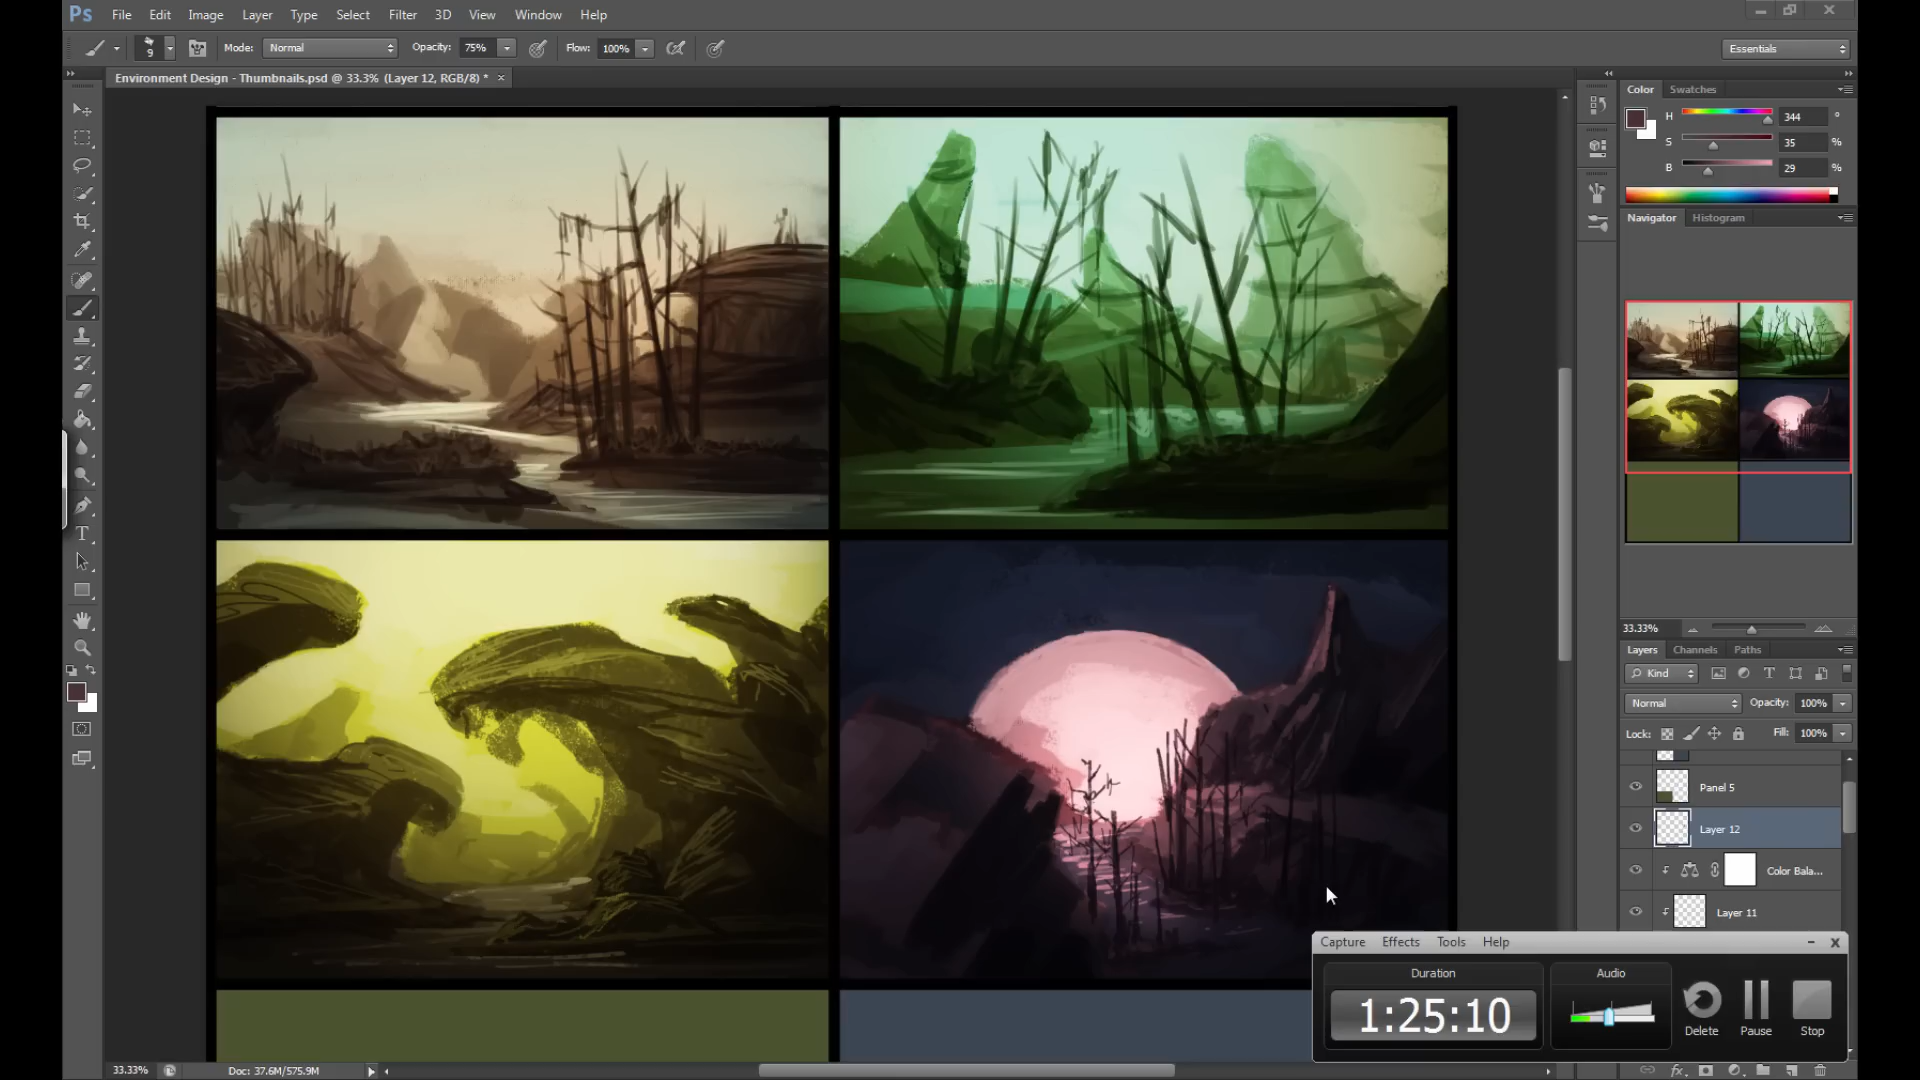 Ps File Edit Image Layer Type Select Filter 3D View Window Help
9 Mode: Normal Opacity: 75% Flow: 100% Essentials
Environment Design - Thumbnails.psd @ 33.3% (Layer 12, RGB/8) * ×
Color Swatches
H 344 °
S 35 %
B 29 %
Navigator Histogram
33.33%
Layers Channels Paths
Kind T
Normal Opacity: 100%
Lock: Fill: 100%
Panel 5
Layer 12
Color Bala...
Layer 11
Capture Effects Tools Help
Duration Audio
1:25:10
Delete Pause Stop
33.33% Doc: 37.6M/575.9M
fx